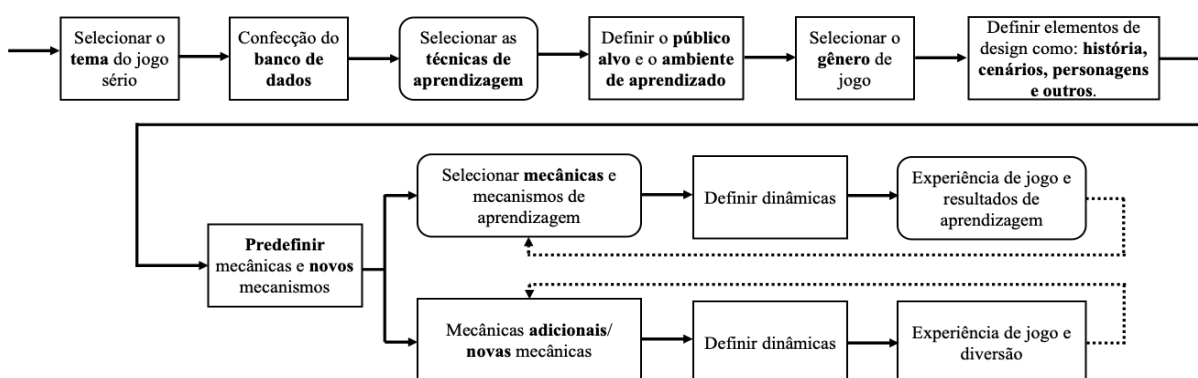 Selecionar o
tema do jogo
sério
Confecção do
banco de
dados
Selecionar as
técnicas de
aprendizagem
Definir o público
alvo e o ambiente
de aprendizado
Selecionar o
gênero de
jogo
Definir elementos de
design como: história,
cenários, personagens
e outros.
Predefinir
mecânicas e novos
mecanismos
Selecionar mecânicas e
mecanismos de
aprendizagem
Definir dinâmicas
Experiência de jogo e
resultados de
aprendizagem
Mecânicas adicionais/
novas mecânicas
Definir dinâmicas
Experiência de jogo e
diversão